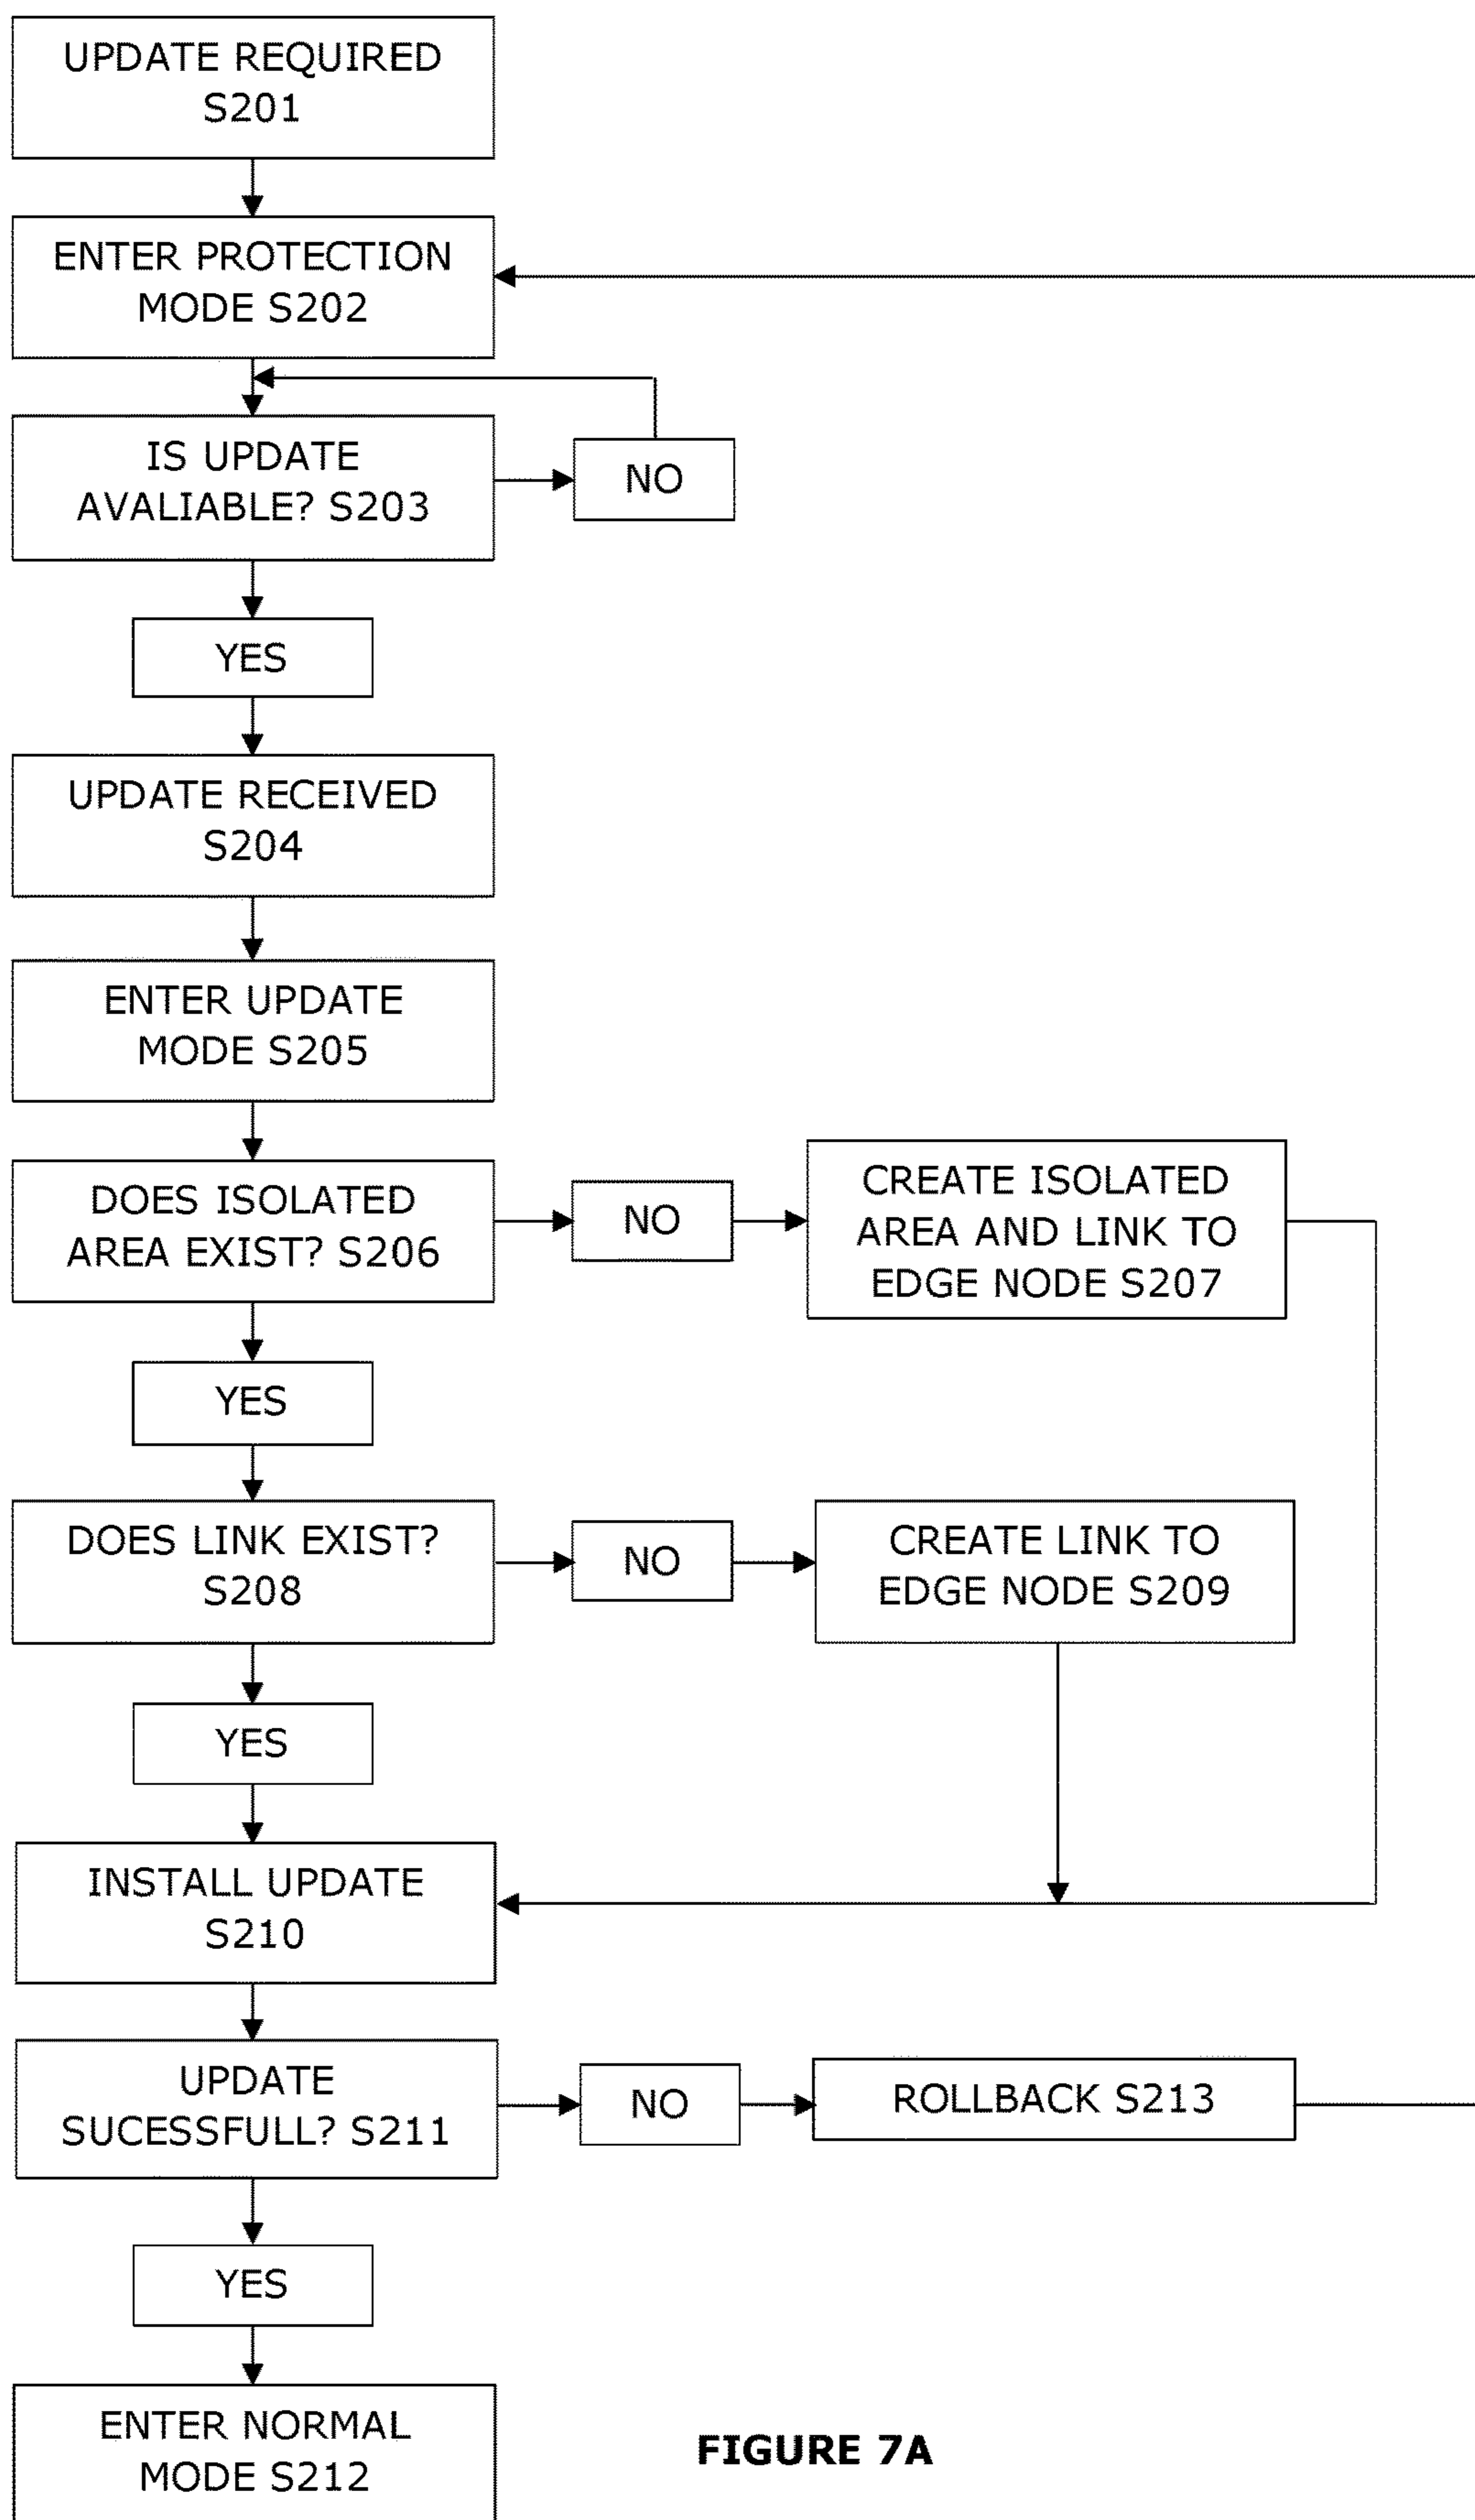 UPDATE REQUIRED
S201
ENTER PROTECTION
MODE S202
IS UPDATE
AVALIABLE? S203
NO
YES
UPDATE RECEIVED
S204
ENTER UPDATE
MODE S205
DOES ISOLATED
AREA EXIST? S206
NO
CREATE ISOLATED
AREA AND LINK TO
EDGE NODE S207
YES
DOES LINK EXIST?
S208
NO
CREATE LINK TO
EDGE NODE S209
YES
INSTALL UPDATE
S210
UPDATE
SUCESSFULL? S211
NO
ROLLBACK S213
YES
ENTER NORMAL
MODE S212
FIGURE 7A